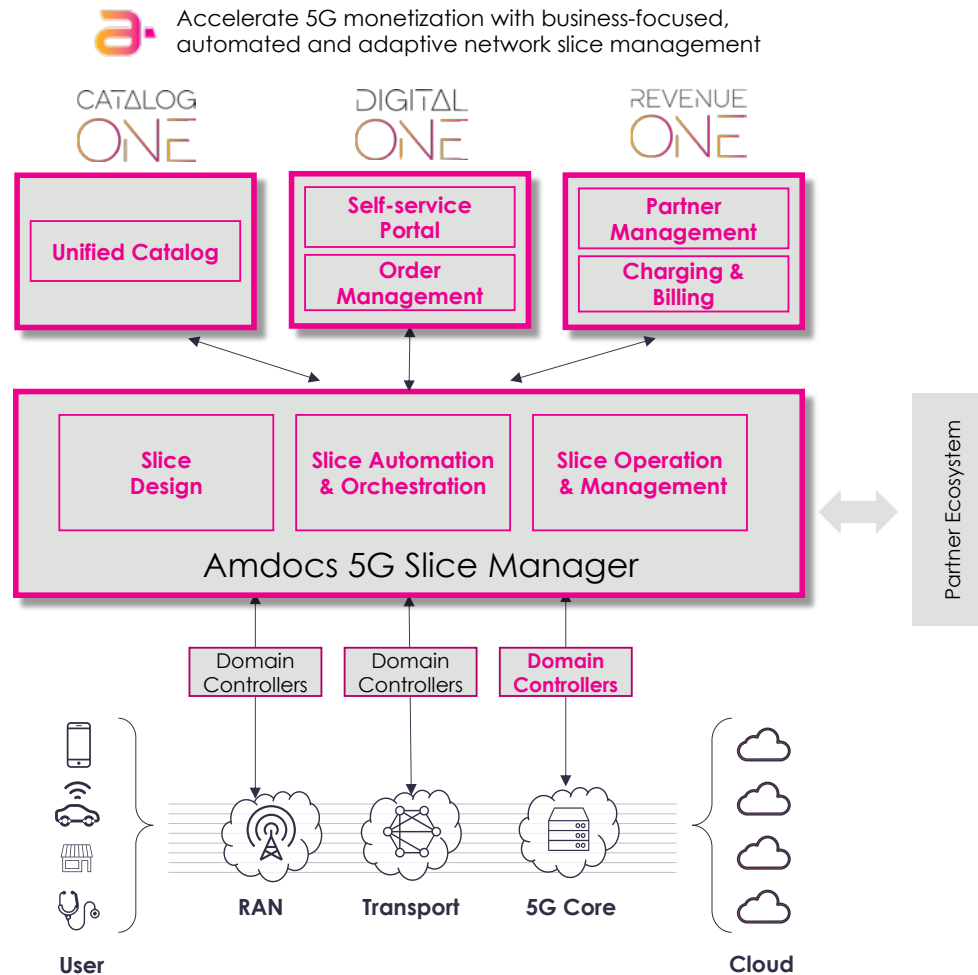 Accelerate 5G monetization with business-focused,
automated and adaptive network slice management
CATALOG
ONE
DIGITAL
ONE
REVENUE
ONE
Unified Catalog
Self-service
Portal
Order
Management
Partner
Management
Charging &
Billing
Slice
Design
Slice Automation
& Orchestration
Slice Operation
& Management
Amdocs 5G Slice Manager
Partner Ecosystem
Domain
Controllers
Domain
Controllers
Domain
Controllers
RAN
Transport
5G Core
User
Cloud